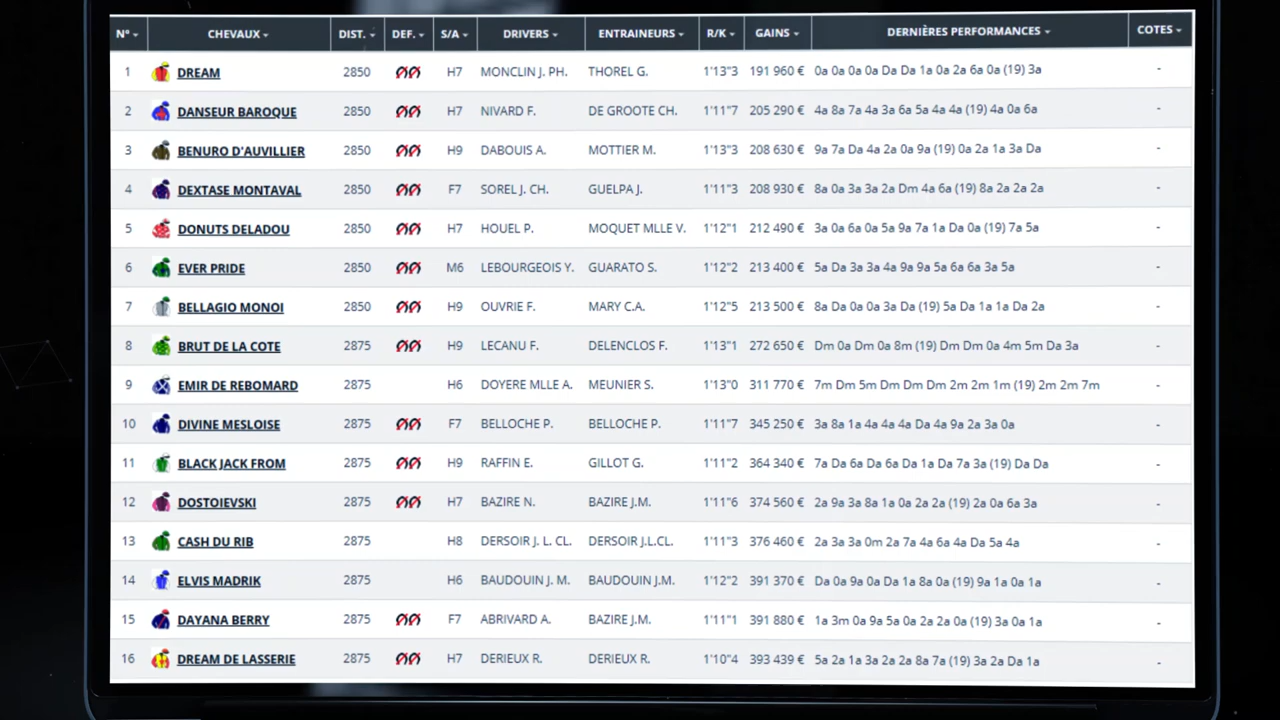 N° CHEVAUX DIST. DEF. S/A DRIVERS ENTRAINEURS R/K GAINS DERNIÈRES PERFORMANCES COTES
1 DREAM 2850 H7 MONCLIN J. PH. THOREL G. 1'13"3 191 960 € 0a 0a 0a 0a Da Da 1a 0a 2a 6a 0a (19) 3a -
2 DANSEUR BAROQUE 2850 H7 NIVARD F. DE GROOTE CH. 1'11"7 205 290 € 4a 8a 7a 4a 3a 6a 5a 4a 4a (19) 4a 0a 6a -
3 BENURO D'AUVILLIER 2850 H9 DABOUIS A. MOTTIER M. 1'13"3 208 630 € 9a 7a Da 4a 2a 0a 9a (19) 0a 2a 1a 3a Da -
4 DEXTASE MONTAVAL 2850 F7 SOREL J. CH. GUELPA J. 1'11"3 208 930 € 8a 0a 3a 3a 2a Dm 4a 6a (19) 8a 2a 2a 2a -
5 DONUTS DELADOU 2850 H7 HOUEL P. MOQUET MLLE V. 1'12"1 212 490 € 3a 0a 6a 0a 5a 9a 7a 1a Da 0a (19) 7a 5a -
6 EVER PRIDE 2850 M6 LEBOURGEOIS Y. GUARATO S. 1'12"2 213 400 € 5a Da 3a 3a 4a 9a 9a 5a 6a 6a 3a 5a -
7 BELLAGIO MONOI 2850 H9 OUVRIE F. MARY C.A. 1'12"5 213 500 € 8a Da 0a 0a 3a Da (19) 5a Da 1a 1a Da 2a -
8 BRUT DE LA COTE 2875 H9 LECANU F. DELENCLOS F. 1'13"1 272 650 € Dm 0a Dm 0a 8m (19) Dm Dm 0a 4m 5m Da 3a -
9 EMIR DE REBOMARD 2875 H6 DOYERE MLLE A. MEUNIER S. 1'13"0 311 770 € 7m Dm 5m Dm Dm Dm 2m 2m 1m (19) 2m 2m 7m -
10 DIVINE MESLOISE 2875 F7 BELLOCHE P. BELLOCHE P. 1'11"7 345 250 € 3a 8a 1a 4a 4a 4a Da 4a 9a 2a 3a 0a -
11 BLACK JACK FROM 2875 H9 RAFFIN E. GILLOT G. 1'11"2 364 340 € 7a Da 6a Da 6a Da 1a Da 7a 3a (19) Da Da -
12 DOSTOIEVSKI 2875 H7 BAZIRE N. BAZIRE J.M. 1'11"6 374 560 € 2a 9a 3a 8a 1a 0a 2a 2a (19) 2a 0a 6a 3a -
13 CASH DU RIB 2875 H8 DERSOIR J. L. CL. DERSOIR J.L.CL. 1'11"3 376 460 € 2a 3a 3a 0m 2a 7a 4a 6a 4a Da 5a 4a -
14 ELVIS MADRIK 2875 H6 BAUDOUIN J. M. BAUDOUIN J.M. 1'12"2 391 370 € Da 0a 9a 0a Da 1a 8a 0a (19) 9a 1a 0a 1a -
15 DAYANA BERRY 2875 F7 ABRIVARD A. BAZIRE J.M. 1'11"1 391 880 € 1a 3m 0a 9a 5a 0a 2a 2a 0a (19) 3a 0a 1a -
16 DREAM DE LASSERIE 2875 H7 DERIEUX R. DERIEUX R. 1'10"4 393 439 € 5a 2a 1a 3a 2a 2a 8a 7a (19) 3a 2a Da 1a -